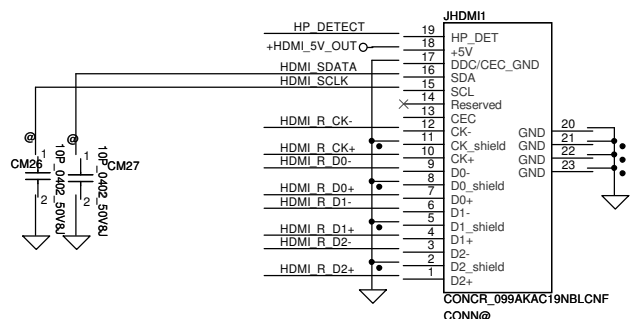 JHDMI1
HP_DETECT 19 HP_DET
+HDMI_5V_OUT 18 +5V
17 DDC/CEC_GND
HDMI_SDATA 16 SDA
HDMI_SCLK 15 SCL
14 Reserved
13 CEC
HDMI_R_CK- 12 CK- GND 20
11 CK_shield GND 21
HDMI_R_CK+ 10 CK+ GND 22
HDMI_R_D0- 9 D0- GND 23
8 D0_shield
HDMI_R_D0+ 7 D0+
HDMI_R_D1- 6 D1-
5 D1_shield
HDMI_R_D1+ 4 D1+
HDMI_R_D2- 3 D2-
2 D2_shield
HDMI_R_D2+ 1 D2+
CONCR_099AKAC19NBLCNF
CONN@
@ @
1 1
CM26 CM27
2 2
10P_0402_50V8J
10P_0402_50V8J